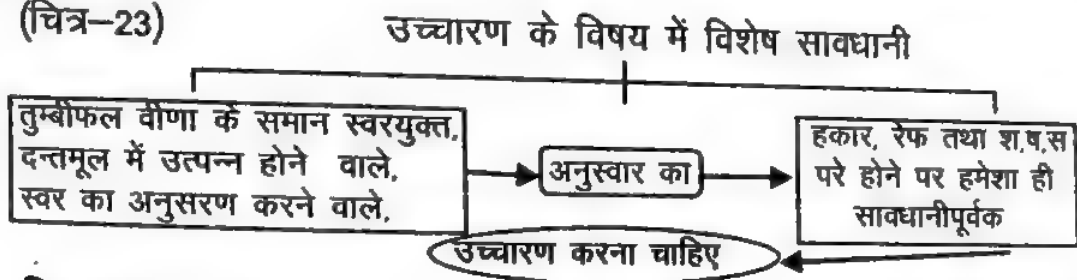 (चित्र–23)
उच्चारण के विषय में विशेष सावधानी
तुम्बीफल वीणा के समान स्वरयुक्त,
दन्तमूल में उत्पन्न होने वाले,
स्वर का अनुसरण करने वाले,
अनुस्वार का
हकार, रेफ तथा श,ष,स
परे होने पर हमेशा ही
सावधानीपूर्वक
उच्चारण करना चाहिए